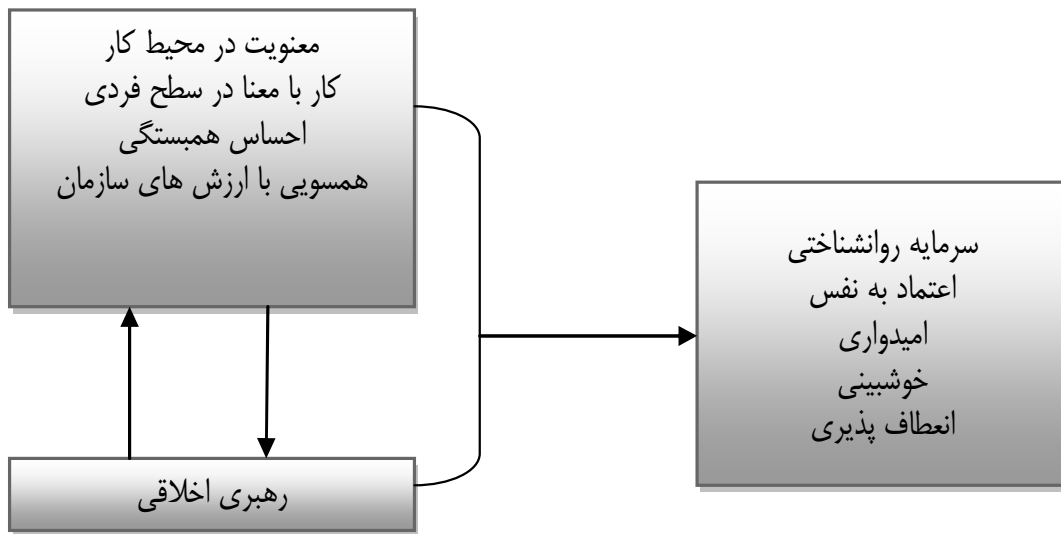 معنویت در محیط کار
کار با معنا در سطح فردی
احساس همبستگی
همسویی با ارزش های سازمان
رهبری اخلاقی
سرمایه روانشناختی
اعتماد به نفس
امیدواری
خوشبینی
انعطاف پذیری